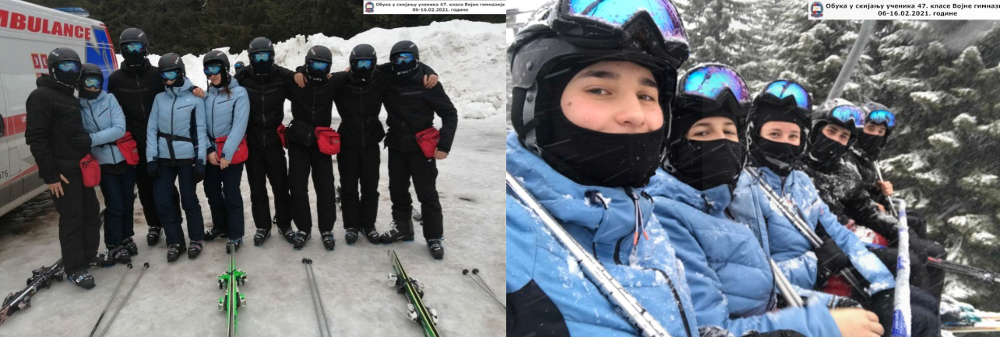 MBULANCE
Обука у скијању ученика 47. класе Војне гимназије
06-16.02.2021. године
Обука у скијању ученика 47. класе Војне гимназ
06-16.02.2021. године